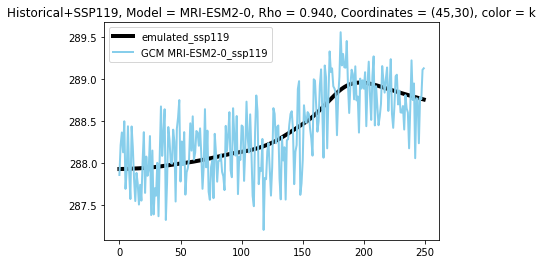 Historical+SSP119, Model = MRI-ESM2-0, Rho = 0.940, Coordinates = (45,30), color = k
emulated_ssp119
GCM MRI-ESM2-0_ssp119
289.5
289.0
288.5
288.0
287.5
0 50 100 150 200 250